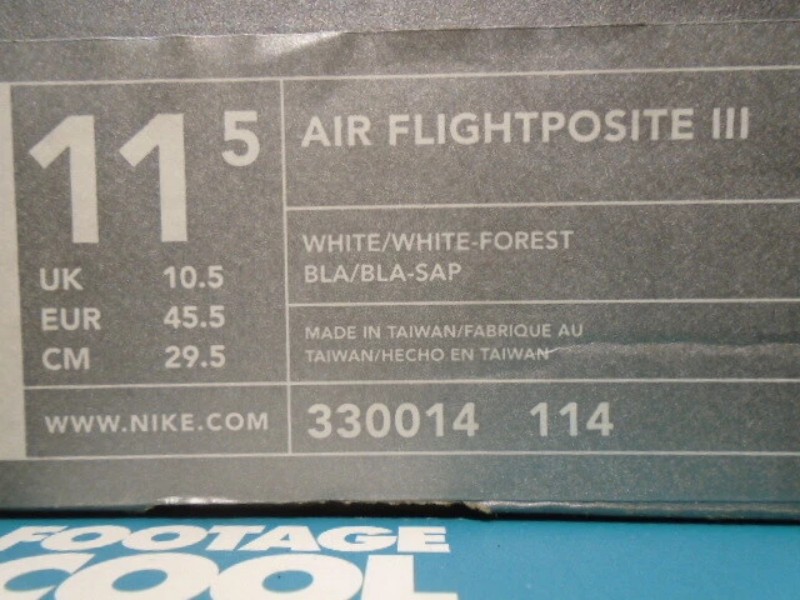 11 5
UK 10.5
EUR 45.5
CM 29.5
WWW.NIKE.COM
AIR FLIGHTPOSITE III
WHITE/WHITE-FOREST
BLA/BLA-SAP
MADE IN TAIWAN/FABRIQUE AU
TAIWAN/HECHO EN TAIWAN
330014 114
FOOTAGE
COOL